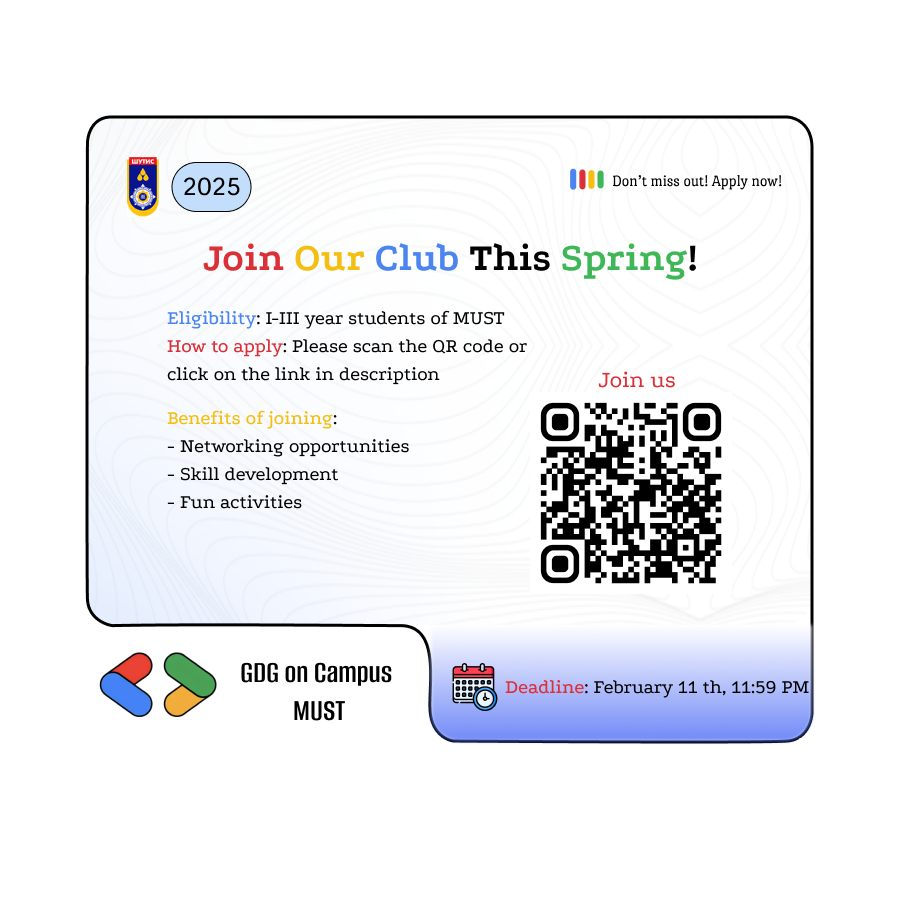 ШУТИС
2025
Don't miss out! Apply now!
Join Our Club This Spring!
Eligibility: I-III year students of MUST
How to apply: Please scan the QR code or
click on the link in description
Benefits of joining:
- Networking opportunities
- Skill development
- Fun activities
Join us
GDG on Campus
MUST
Deadline: February 11 th, 11:59 PM